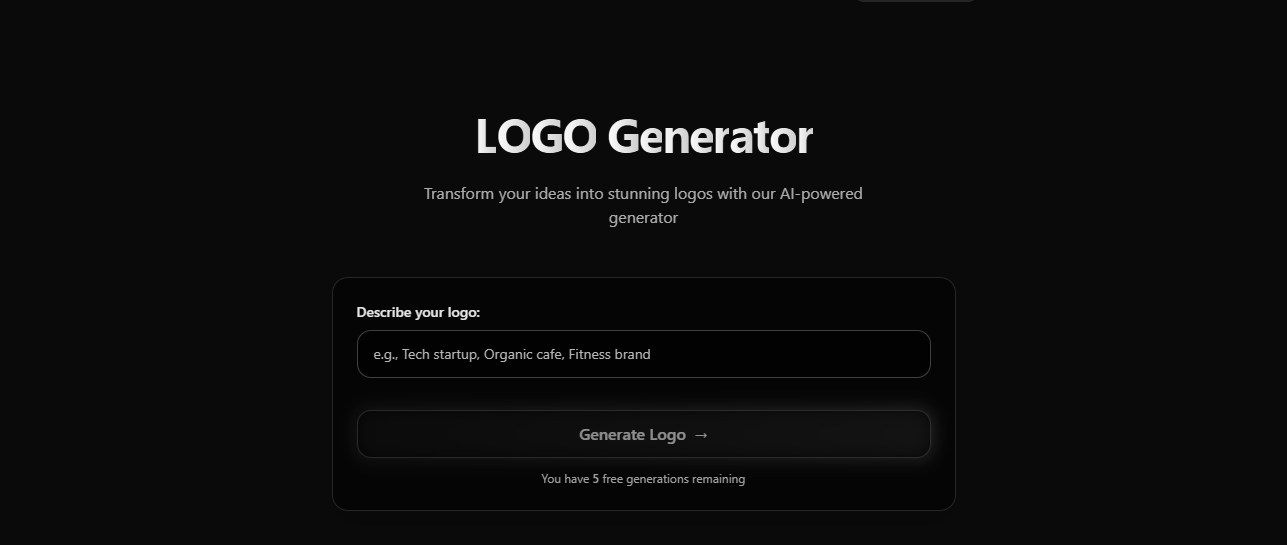 LOGO Generator
Transform your ideas into stunning logos with our AI-powered
generator
Describe your logo:
e.g., Tech startup, Organic cafe, Fitness brand
Generate Logo →
You have 5 free generations remaining